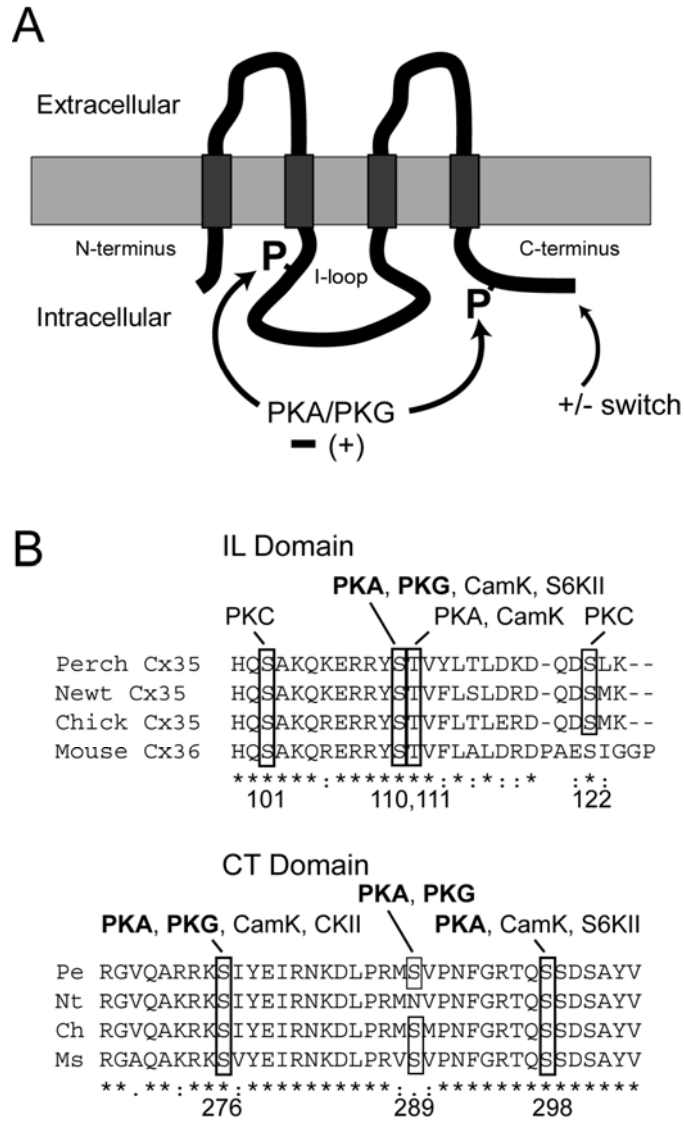 A
Extracellular
N-terminus
P
I-loop
C-terminus
Intracellular
P
PKA/PKG
+/- switch
– (+)
B
IL Domain
PKA, PKG, CamK, S6KII
PKC
PKA, CamK
PKC
Perch Cx35 HQSAKQKERRYSTVYLTLDKD-QDSLK--
Newt Cx35 HQSAKQRERRYSTVFLSLDRD-QDSMK--
Chick Cx35 HQSAKQRERRYSTVFLTLERD-QDSMK--
Mouse Cx36 HQSAKQRERRYSTVFLALDRDPAESIGGP
******:********:*:*::* :*:
101 110,111 122
CT Domain
PKA, PKG
PKA, PKG, CamK, CKII
PKA, CamK, S6KII
Pe RGVQARRKSIYEIRNKDLPRMSVPNFGRTQSSDSAYV
Nt RGVQAKRKSIYEIRNKDLPRMNVPNFGRTQSSDSAYV
Ch RGVQAKRKSIYEIRNKDLPRMSMPNFGRTQSSDSAYV
Ms RGAQAKRKSVYEIRNKDLPRVSVPNFGRTQSSDSAYV
**.**:***:**********:.:**************
276 289 298